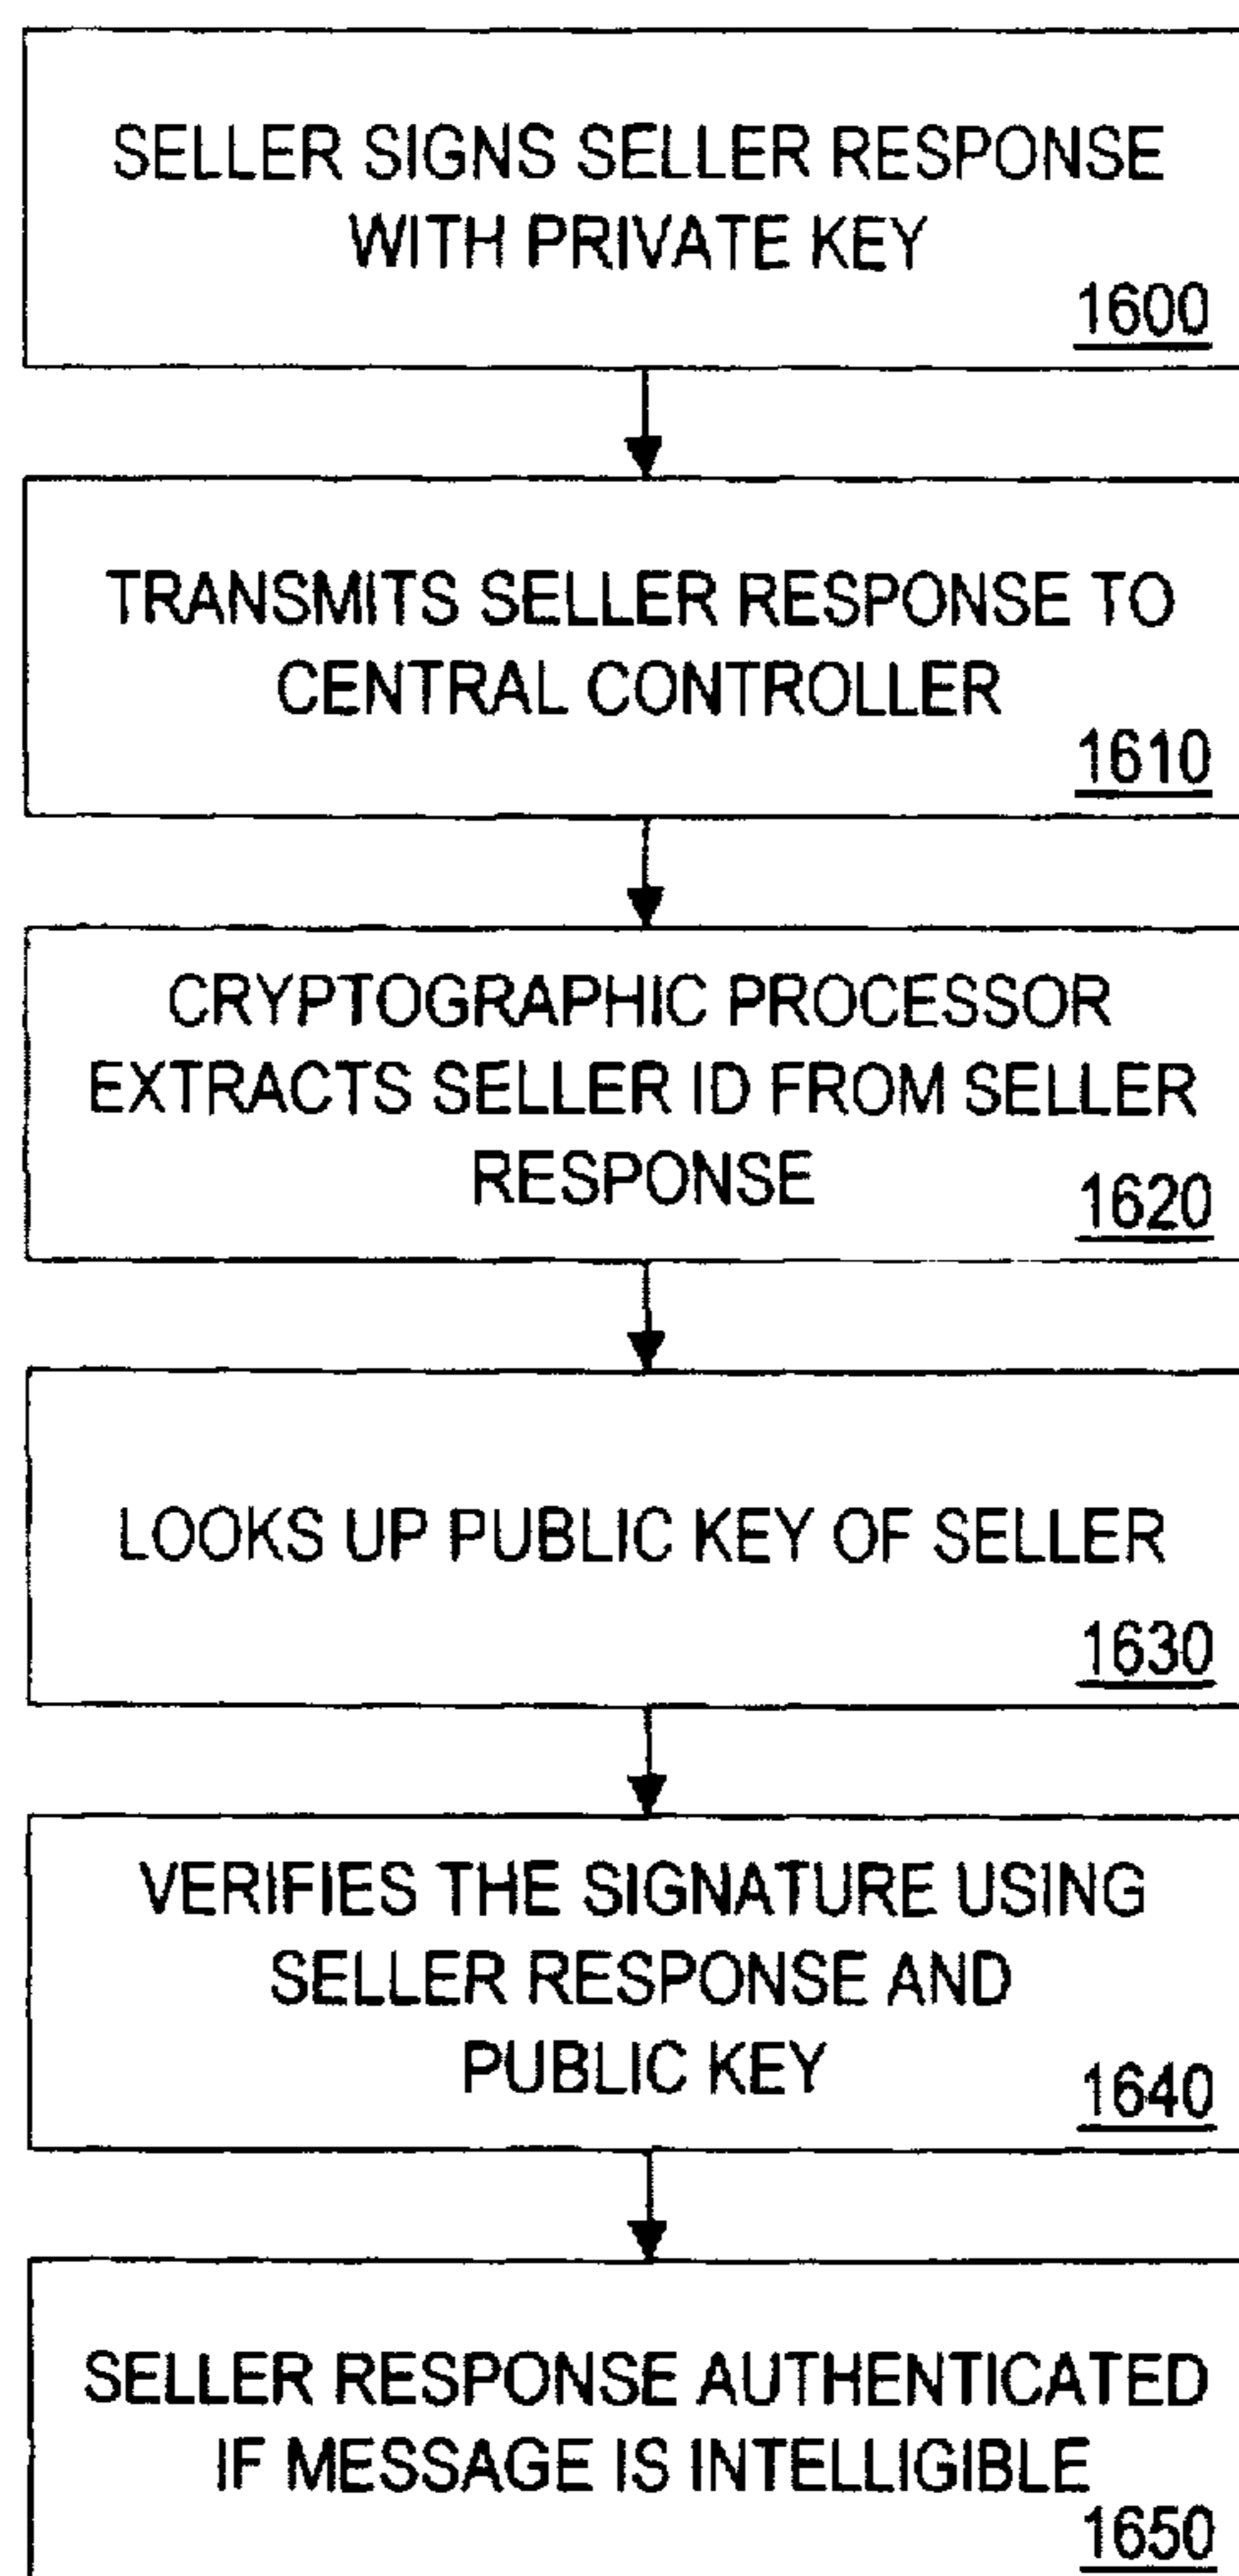 SELLER SIGNS SELLER RESPONSE
WITH PRIVATE KEY
1600
TRANSMITS SELLER RESPONSE TO
CENTRAL CONTROLLER
1610
CRYPTOGRAPHIC PROCESSOR
EXTRACTS SELLER ID FROM SELLER
RESPONSE
1620
LOOKS UP PUBLIC KEY OF SELLER
1630
VERIFIES THE SIGNATURE USING
SELLER RESPONSE AND
PUBLIC KEY
1640
SELLER RESPONSE AUTHENTICATED
IF MESSAGE IS INTELLIGIBLE
1650